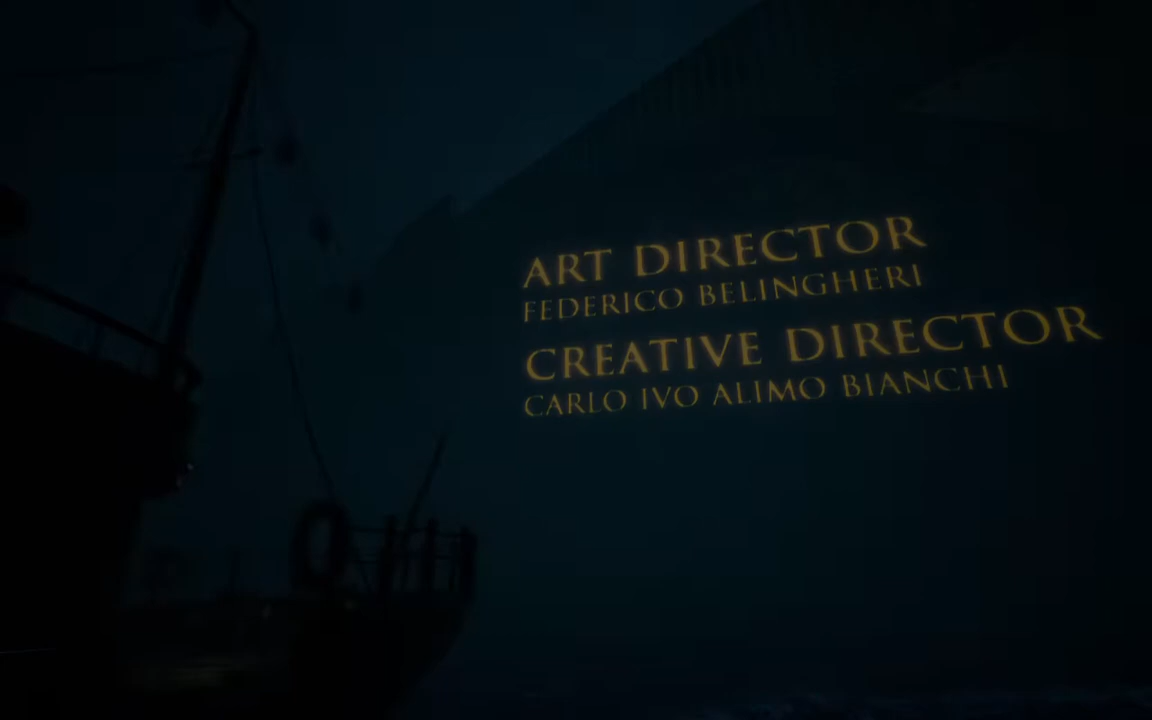 ART DIRECTOR
FEDERICO BELINGHERI
CREATIVE DIRECTOR
CARLO IVO ALIMO BIANCHI